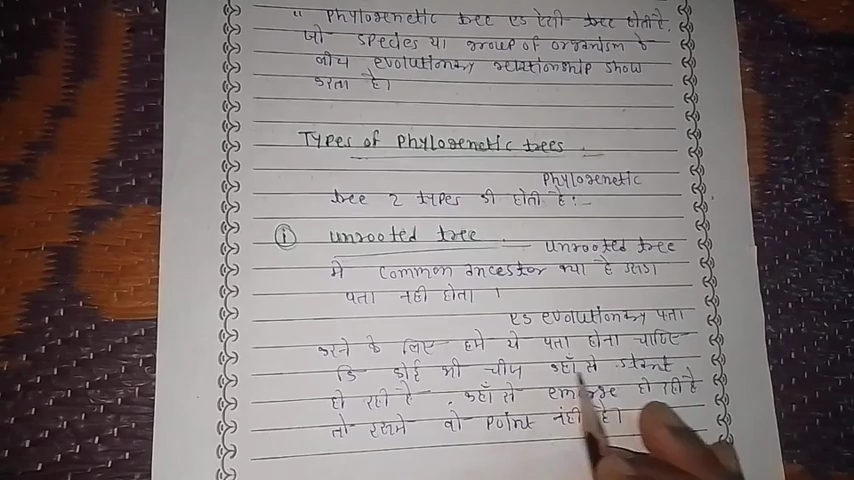 " Phylogenetic tree एक ऐसी tree होती है,
जो species या group of organism के
बीच evolutionary relationship show
करता है।
Types of Phylogenetic trees
Phylogenetic
tree 2 types की होती है :-
(i) unrooted tree - unrooted tree
मे common ancestor क्या है उसका
पता नही होता ।
एक evolutionary पता
करने के लिए हमे ये पता होना चाहिए
कि कोई भी चीज कहाँ से start
हो रही है , कहाँ से emerge हो रही है
तो इसमे वो point नही है।